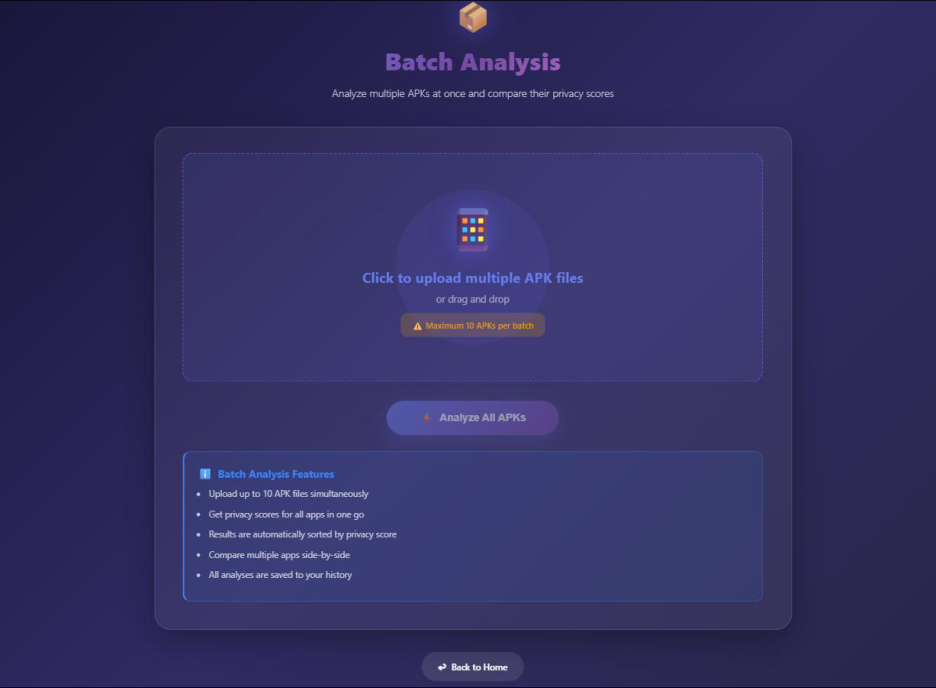 Batch Analysis
Analyze multiple APKs at once and compare their privacy scores
Click to upload multiple APK files
or drag and drop
Maximum 10 APKs per batch
Analyze All APKs
Batch Analysis Features
Upload up to 10 APK files simultaneously
Get privacy scores for all apps in one go
Results are automatically sorted by privacy score
Compare multiple apps side-by-side
All analyses are saved to your history
Back to Home